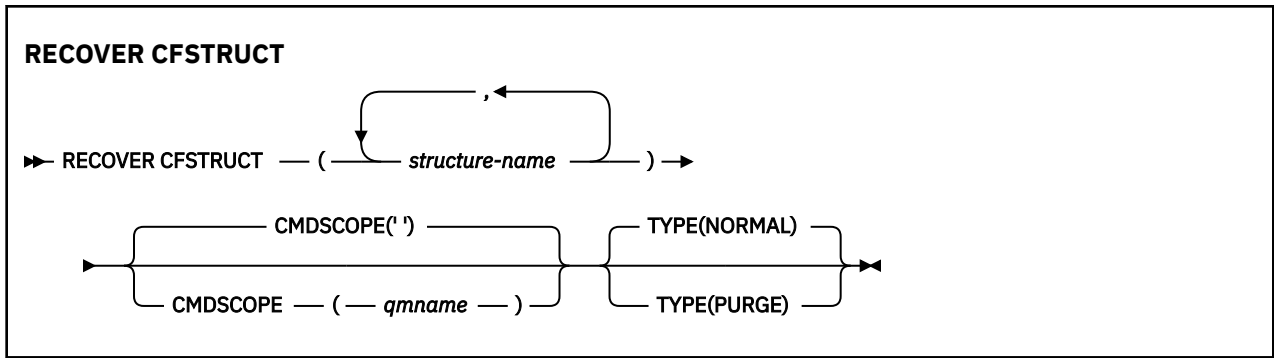 RECOVER CFSTRUCT
,
RECOVER CFSTRUCT ( structure-name )
CMDSCOPE(' ') TYPE(NORMAL)
CMDSCOPE ( qmname ) TYPE(PURGE)